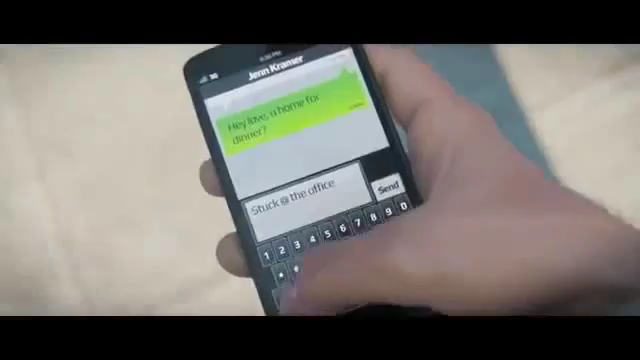 3G
Jenn Kramer
Hey love, u home for
dinner?
Stuck @ the office
Send
1 2 3 4 5 6 7 8 9 0